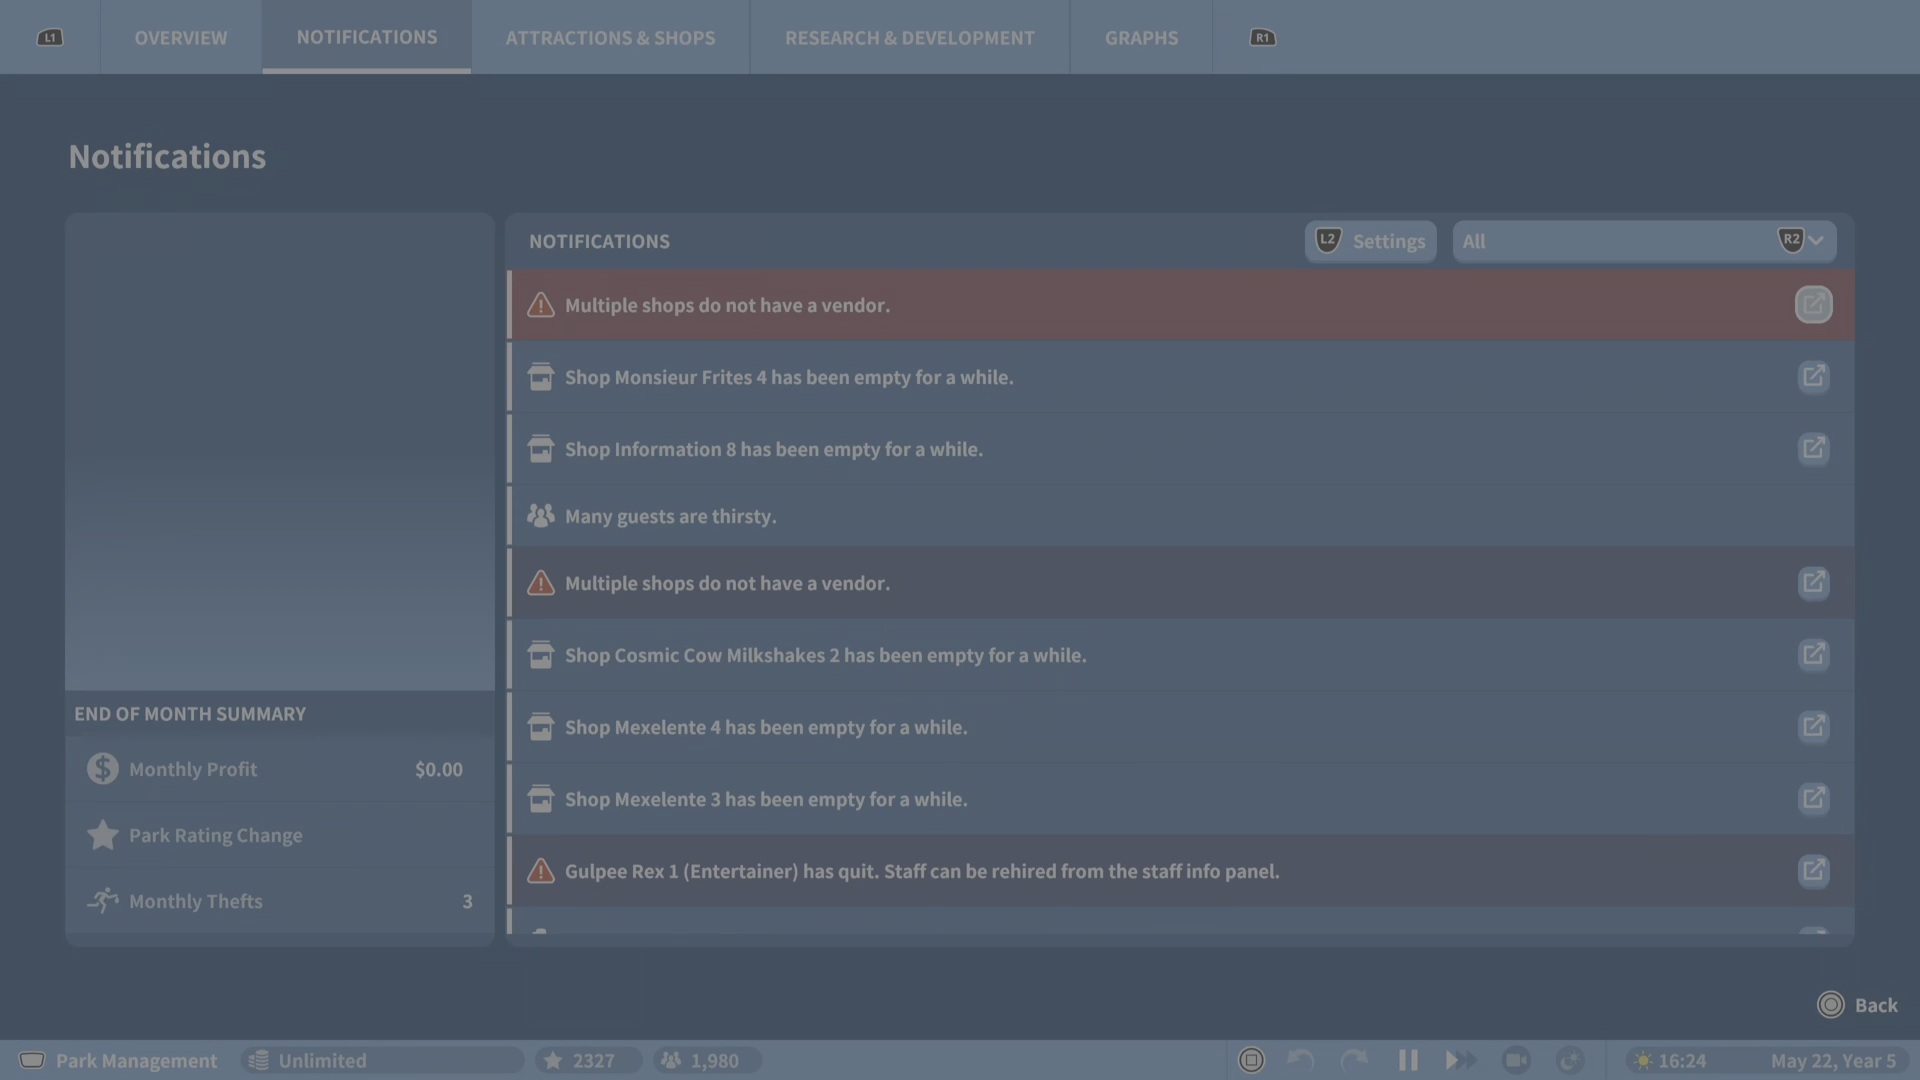 L1
OVERVIEW
NOTIFICATIONS
ATTRACTIONS & SHOPS
RESEARCH & DEVELOPMENT
GRAPHS
R1
Notifications
NOTIFICATIONS
L2 Settings
All R2
Multiple shops do not have a vendor.
Shop Monsieur Frites 4 has been empty for a while.
Shop Information 8 has been empty for a while.
Many guests are thirsty.
Multiple shops do not have a vendor.
Shop Cosmic Cow Milkshakes 2 has been empty for a while.
Shop Mexelente 4 has been empty for a while.
Shop Mexelente 3 has been empty for a while.
Gulpee Rex 1 (Entertainer) has quit. Staff can be rehired from the staff info panel.
END OF MONTH SUMMARY
Monthly Profit $0.00
Park Rating Change
Monthly Thefts 3
Back
Park Management
Unlimited
2327
1,980
16:24
May 22, Year 5